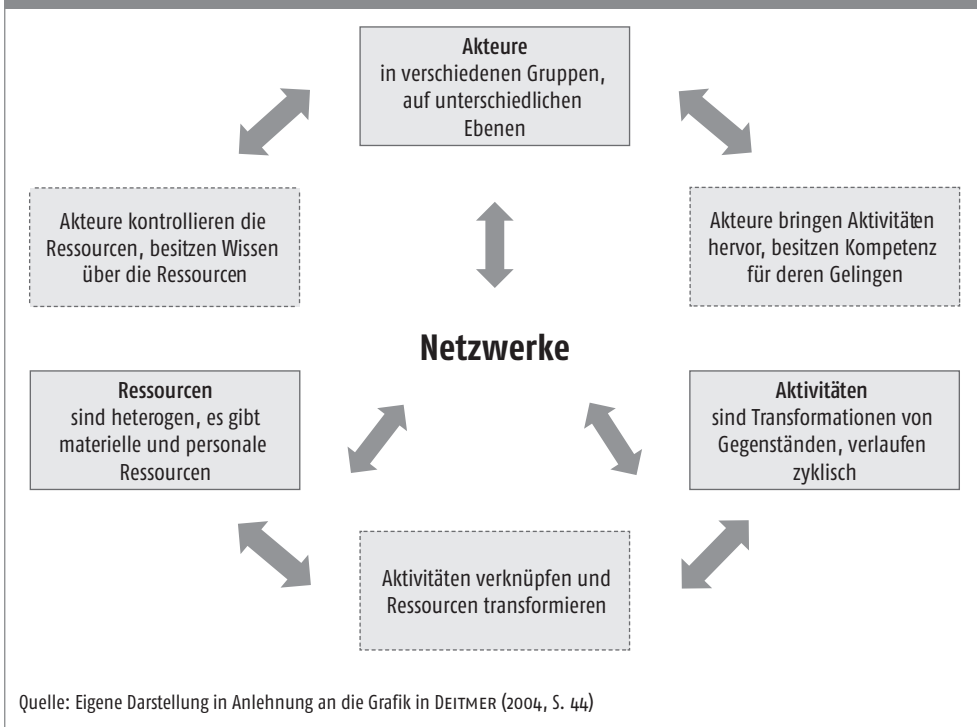 Akteure
in verschiedenen Gruppen,
auf unterschiedlichen
Ebenen
Akteure kontrollieren die
Ressourcen, besitzen Wissen
über die Ressourcen
Akteure bringen Aktivitäten
hervor, besitzen Kompetenz
für deren Gelingen
Netzwerke
Ressourcen
sind heterogen, es gibt
materielle und personale
Ressourcen
Aktivitäten
sind Transformationen von
Gegenständen, verlaufen
zyklisch
Aktivitäten verknüpfen und
Ressourcen transformieren
Quelle: Eigene Darstellung in Anlehnung an die Grafik in DEITMER (2004, S. 44)